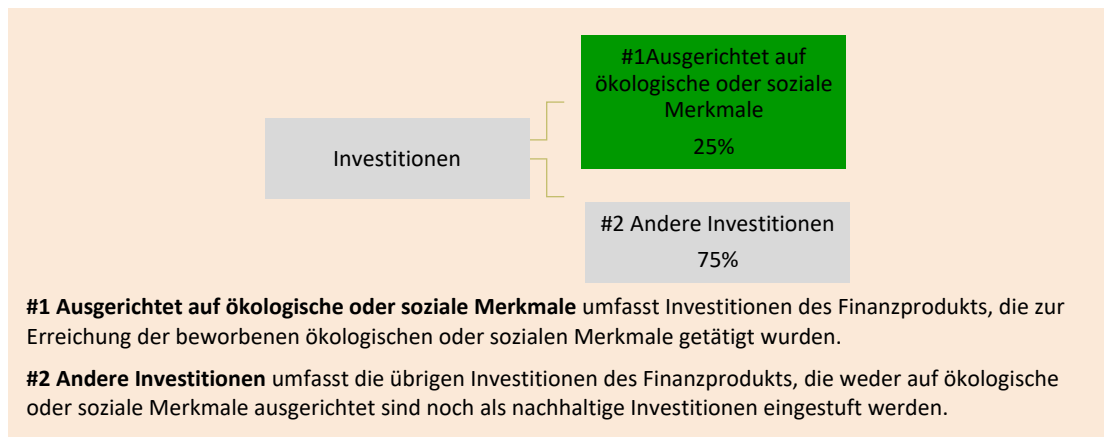 #1Ausgerichtet auf
ökologische oder soziale
Merkmale
25%
Investitionen
#2 Andere Investitionen
75%
#1 Ausgerichtet auf ökologische oder soziale Merkmale umfasst Investitionen des Finanzprodukts, die zur
Erreichung der beworbenen ökologischen oder sozialen Merkmale getätigt wurden.
#2 Andere Investitionen umfasst die übrigen Investitionen des Finanzprodukts, die weder auf ökologische
oder soziale Merkmale ausgerichtet sind noch als nachhaltige Investitionen eingestuft werden.